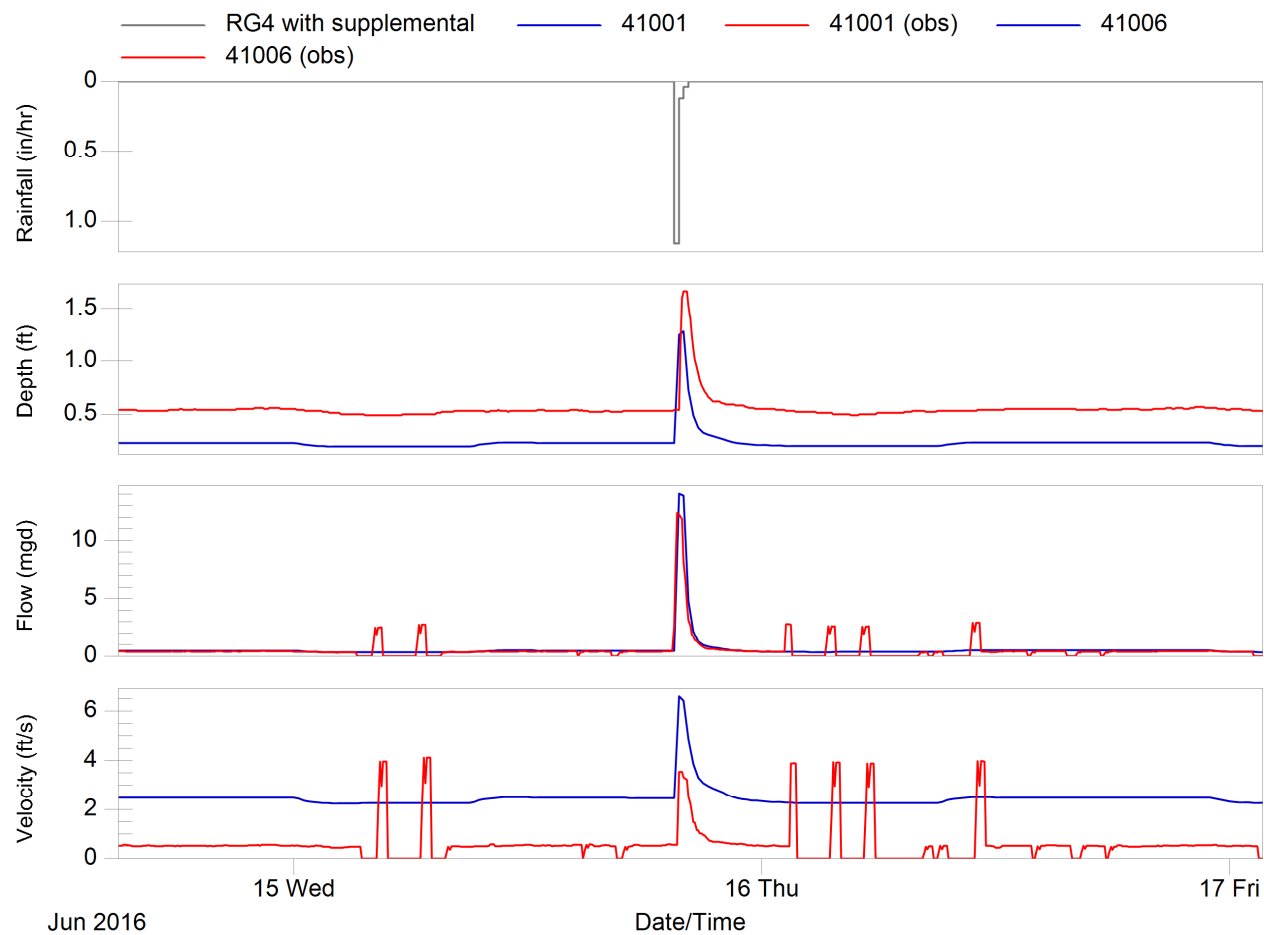 RG4 with supplemental 41001 41001 (obs) 41006
41006 (obs)
Rainfall (in/hr)
0
0.5
1.0
Depth (ft)
1.5
1.0
0.5
Flow (mgd)
10
5
0
Velocity (ft/s)
6
4
2
0
15 Wed 16 Thu 17 Fri
Jun 2016 Date/Time